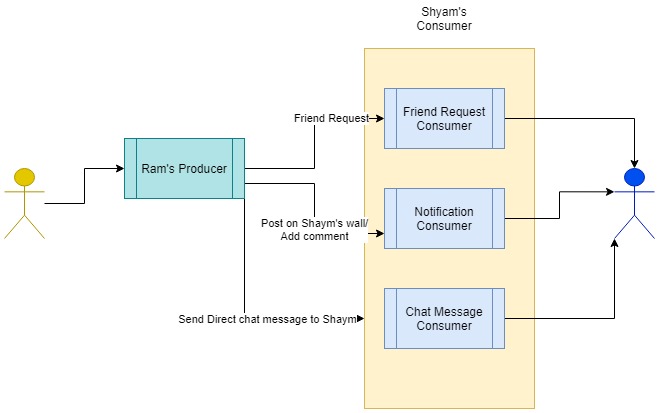 Shyam's
Consumer
Friend Request
Friend Request
Consumer
Ram's Producer
Post on Shaym's wall/
Add comment
Notification
Consumer
Send Direct chat message to Shaym
Chat Message
Consumer